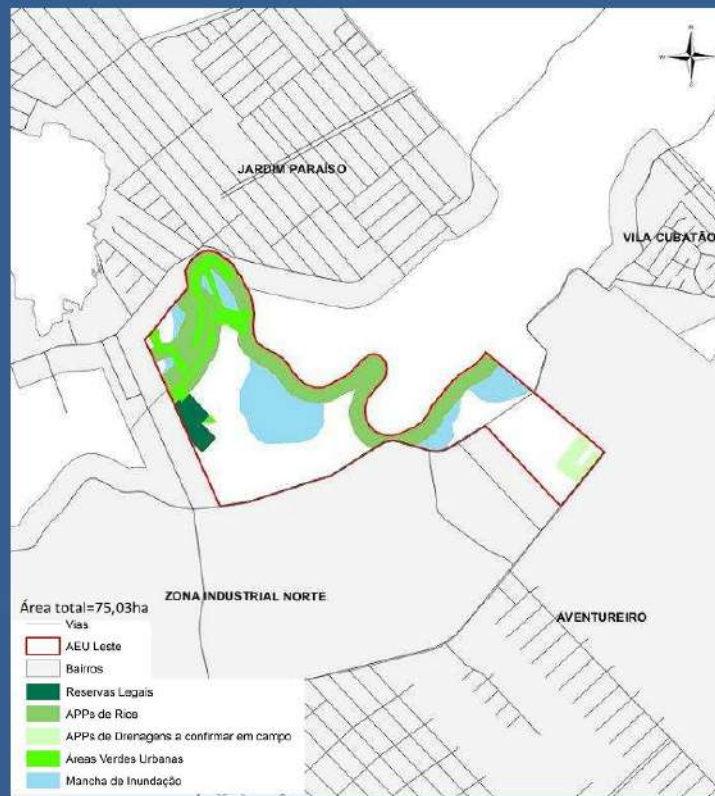 N
W
JARDIM PARAÍSO
VILA CUBATÃO
ZONA INDUSTRIAL NORTE
AVENTUREIRO
Área total=75,03ha
Vias
AEU Leste
Bairros
Reservas Legais
APPs de Rios
APPs de Drenagens a confirmar em campo
Áreas Verdes Urbanas
Mancha de Inundação